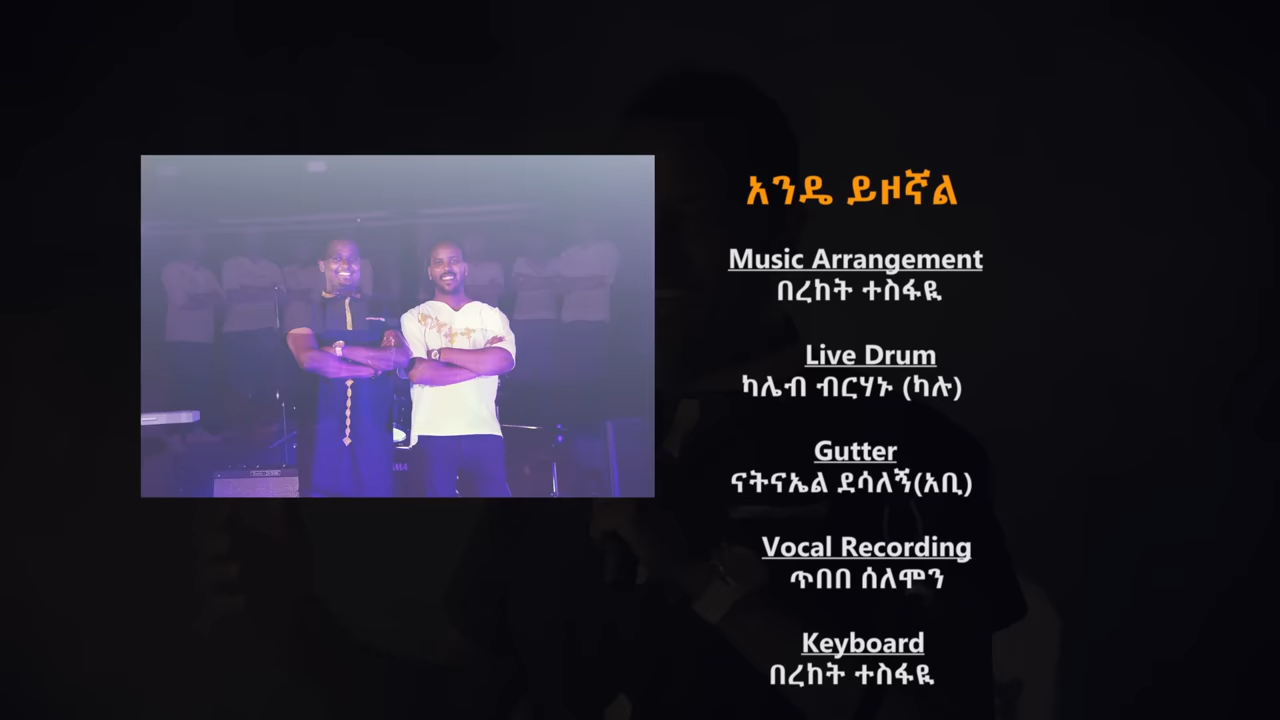 አንዴ ይዞኛል
Music Arrangement
በረከት ተስፋዬ
Live Drum
ካሌብ ብርሃኑ (ካሉ)
Gutter
ናትናኤል ደሳለኝ(አቢ)
Vocal Recording
ጥበበ ሰለሞን
Keyboard
በረከት ተስፋዬ